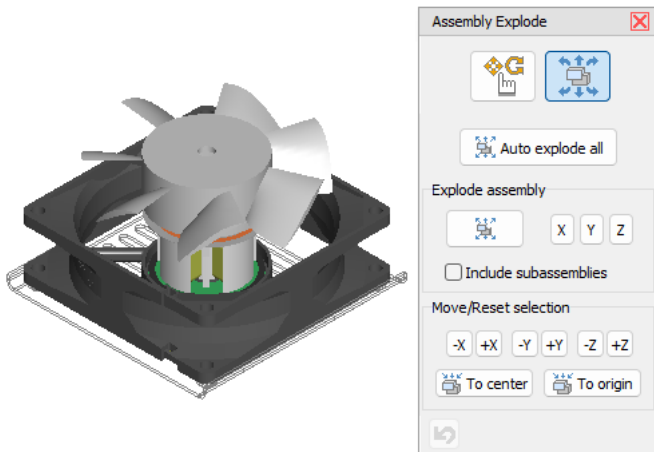 Assembly Explode
Auto explode all
Explode assembly
X Y Z
Include subassemblies
Move/Reset selection
-X +X -Y +Y -Z +Z
To center To origin